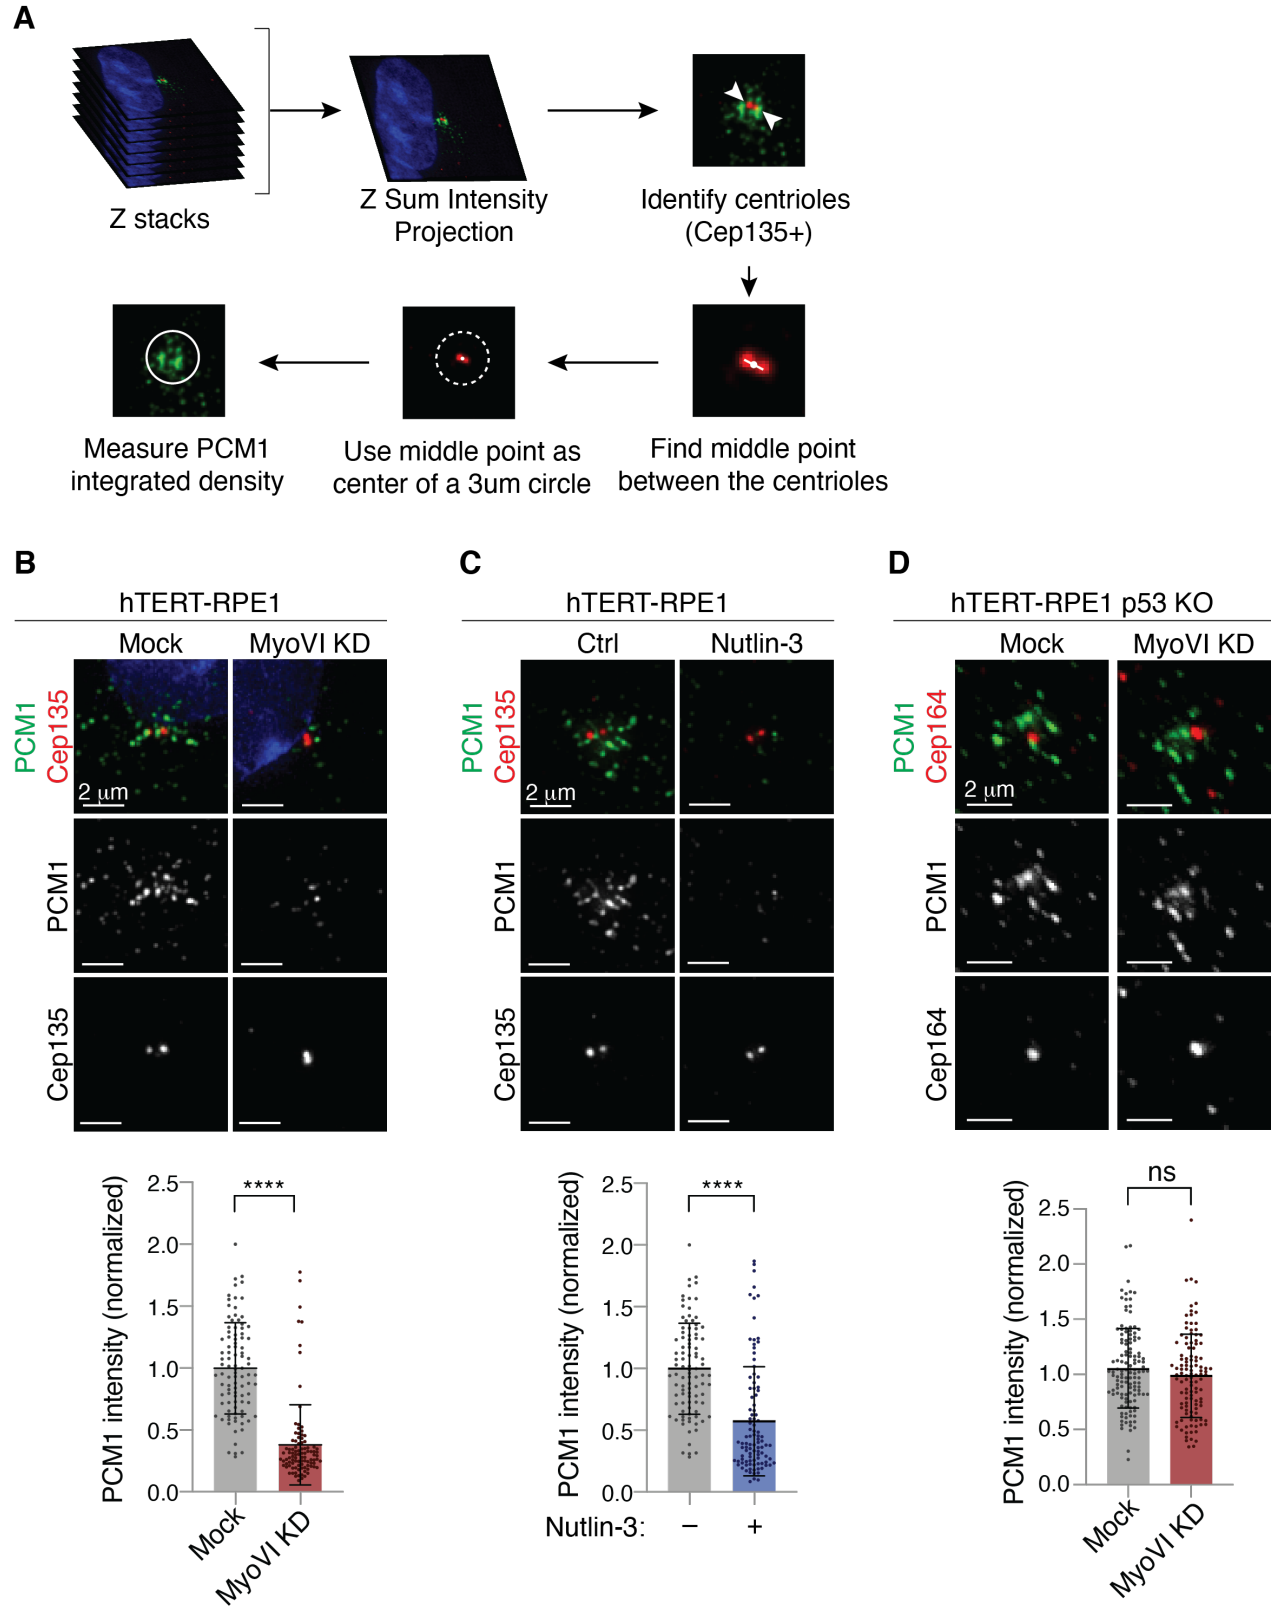 A
Z stacks
Z Sum Intensity
Projection
Identify centrioles
(Cep135+)
Measure PCM1
integrated density
Use middle point as
center of a 3um circle
Find middle point
between the centrioles
B
hTERT-RPE1
Mock
MyoVI KD
PCM1
Cep135
2 μm
PCM1
Cep135
PCM1 intensity (normalized)
2.5
2.0
1.5
1.0
0.5
0.0
****
Mock
MyoVI KD
C
hTERT-RPE1
Ctrl
Nutlin-3
PCM1
Cep135
2 μm
PCM1
Cep135
PCM1 intensity (normalized)
2.5
2.0
1.5
1.0
0.5
0.0
****
Nutlin-3: − +
D
hTERT-RPE1 p53 KO
Mock
MyoVI KD
PCM1
Cep164
2 μm
PCM1
Cep164
PCM1 intensity (normalized)
2.5
2.0
1.5
1.0
0.5
0.0
ns
Mock
MyoVI KD